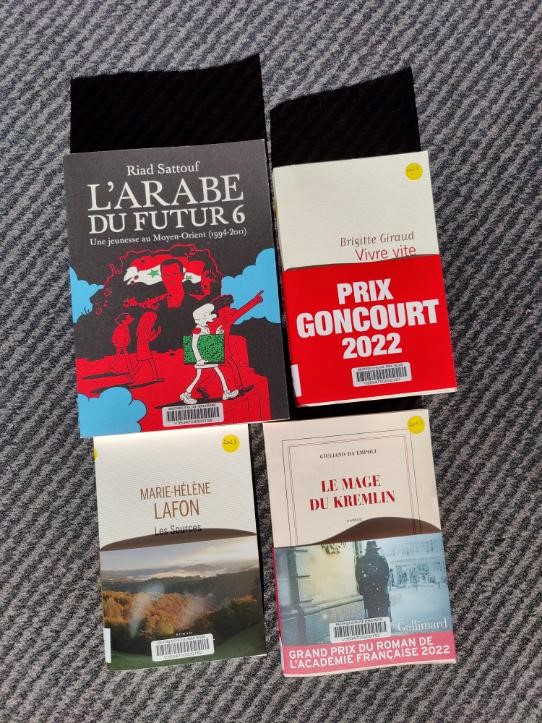 Riad Sattouf
L'ARABE
DU FUTUR 6
Une jeunesse au Moyen-Orient (1994-2011)
Brigitte Giraud
Vivre vite
PRIX
GONCOURT
2022
MARIE-HÉLÈNE
LAFON
Les Sources
ROMAN
GIULIANO DA EMPOLI
LE MAGE
DU KREMLIN
ROMAN
Gallimard
GRAND PRIX DU ROMAN DE
L'ACADÉMIE FRANÇAISE 2022